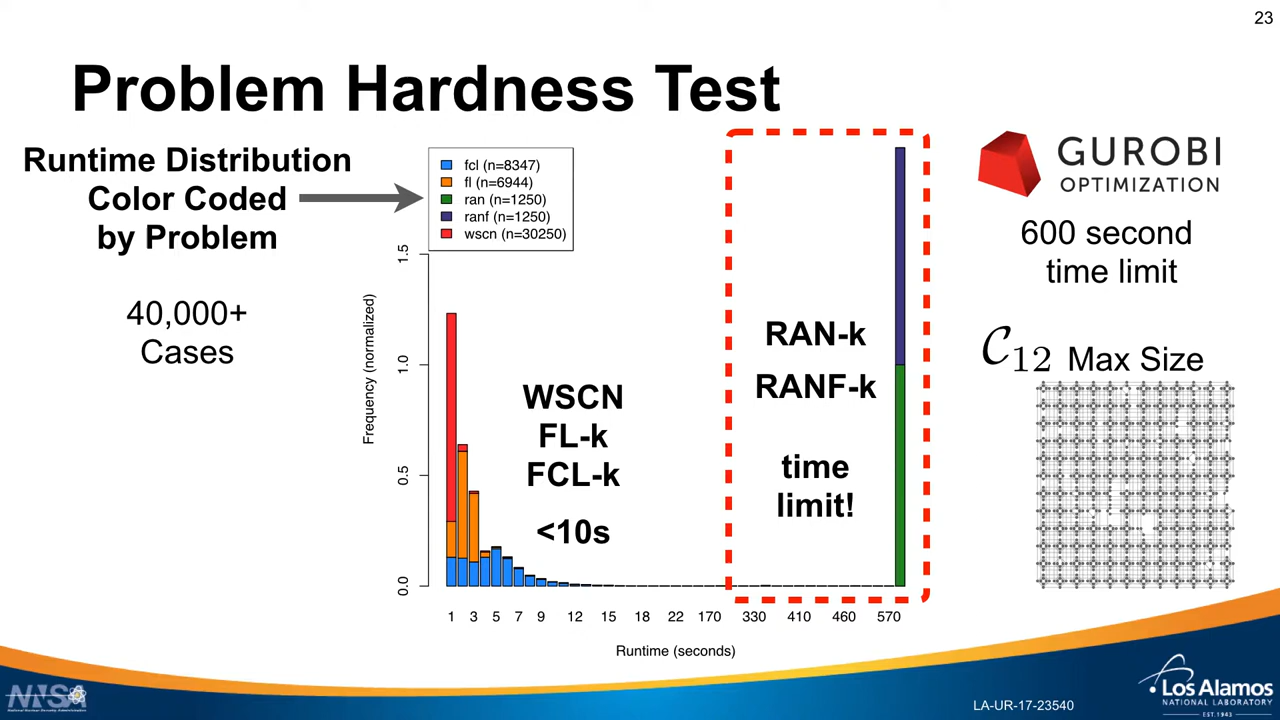 23
Problem Hardness Test
Runtime Distribution
Color Coded
by Problem
40,000+
Cases
fcl (n=8347)
fl (n=6944)
ran (n=1250)
ranf (n=1250)
wscn (n=30250)
Frequency (normalized)
1.5
1.0
0.5
0.0
WSCN
FL-k
FCL-k
<10s
RAN-k
RANF-k
time
limit!
1 3 5 7 9 12 15 18 22 170 330 410 460 570
Runtime (seconds)
GUROBI
OPTIMIZATION
600 second
time limit
C12 Max Size
NNSA
National Nuclear Security Administration
LA-UR-17-23540
Los Alamos
NATIONAL LABORATORY
EST. 1943